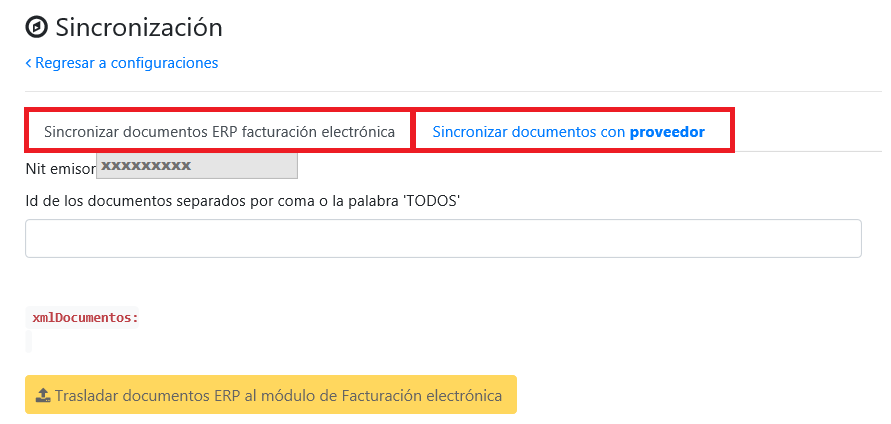 Sincronización
‹ Regresar a configuraciones
Sincronizar documentos ERP facturación electrónica
Sincronizar documentos con proveedor
Nit emisor xxxxxxxxx
Id de los documentos separados por coma o la palabra 'TODOS'
xmlDocumentos:
Trasladar documentos ERP al módulo de Facturación electrónica